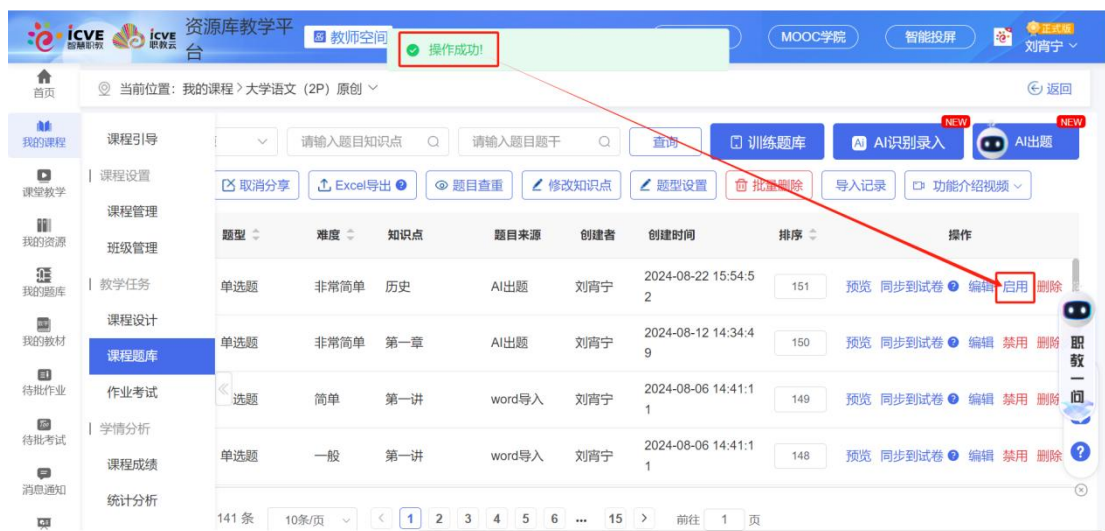 icve 智慧职教 icve 职教云 资源库教学平台 教师空间 操作成功! MOOC学院 智能投屏 正式版 刘宵宁
首页 当前位置：我的课程 > 大学语文（2P）原创 返回
我的课程
课堂教学
我的资源
我的题库
我的教材
待批作业
待批考试
消息通知
课程引导
课程设置
课程管理
班级管理
教学任务
课程设计
课程题库
作业考试
学情分析
课程成绩
统计分析
请输入题目知识点 请输入题目题干 查询 训练题库 AI识别录入 NEW AI出题 NEW
取消分享 Excel导出 题目查重 修改知识点 题型设置 批量删除 导入记录 功能介绍视频
题型 难度 知识点 题目来源 创建者 创建时间 排序 操作
单选题 非常简单 历史 AI出题 刘宵宁 2024-08-22 15:54:5
2 151 预览 同步到试卷 编辑 启用 删除
单选题 非常简单 第一章 AI出题 刘宵宁 2024-08-12 14:34:4
9 150 预览 同步到试卷 编辑 禁用 删除
选题 简单 第一讲 word导入 刘宵宁 2024-08-06 14:41:1
1 149 预览 同步到试卷 编辑 禁用 删除
单选题 一般 第一讲 word导入 刘宵宁 2024-08-06 14:41:1
1 148 预览 同步到试卷 编辑 禁用 删除
141 条 10条/页 < 1 2 3 4 5 6 ... 15 > 前往 1 页
职教一问